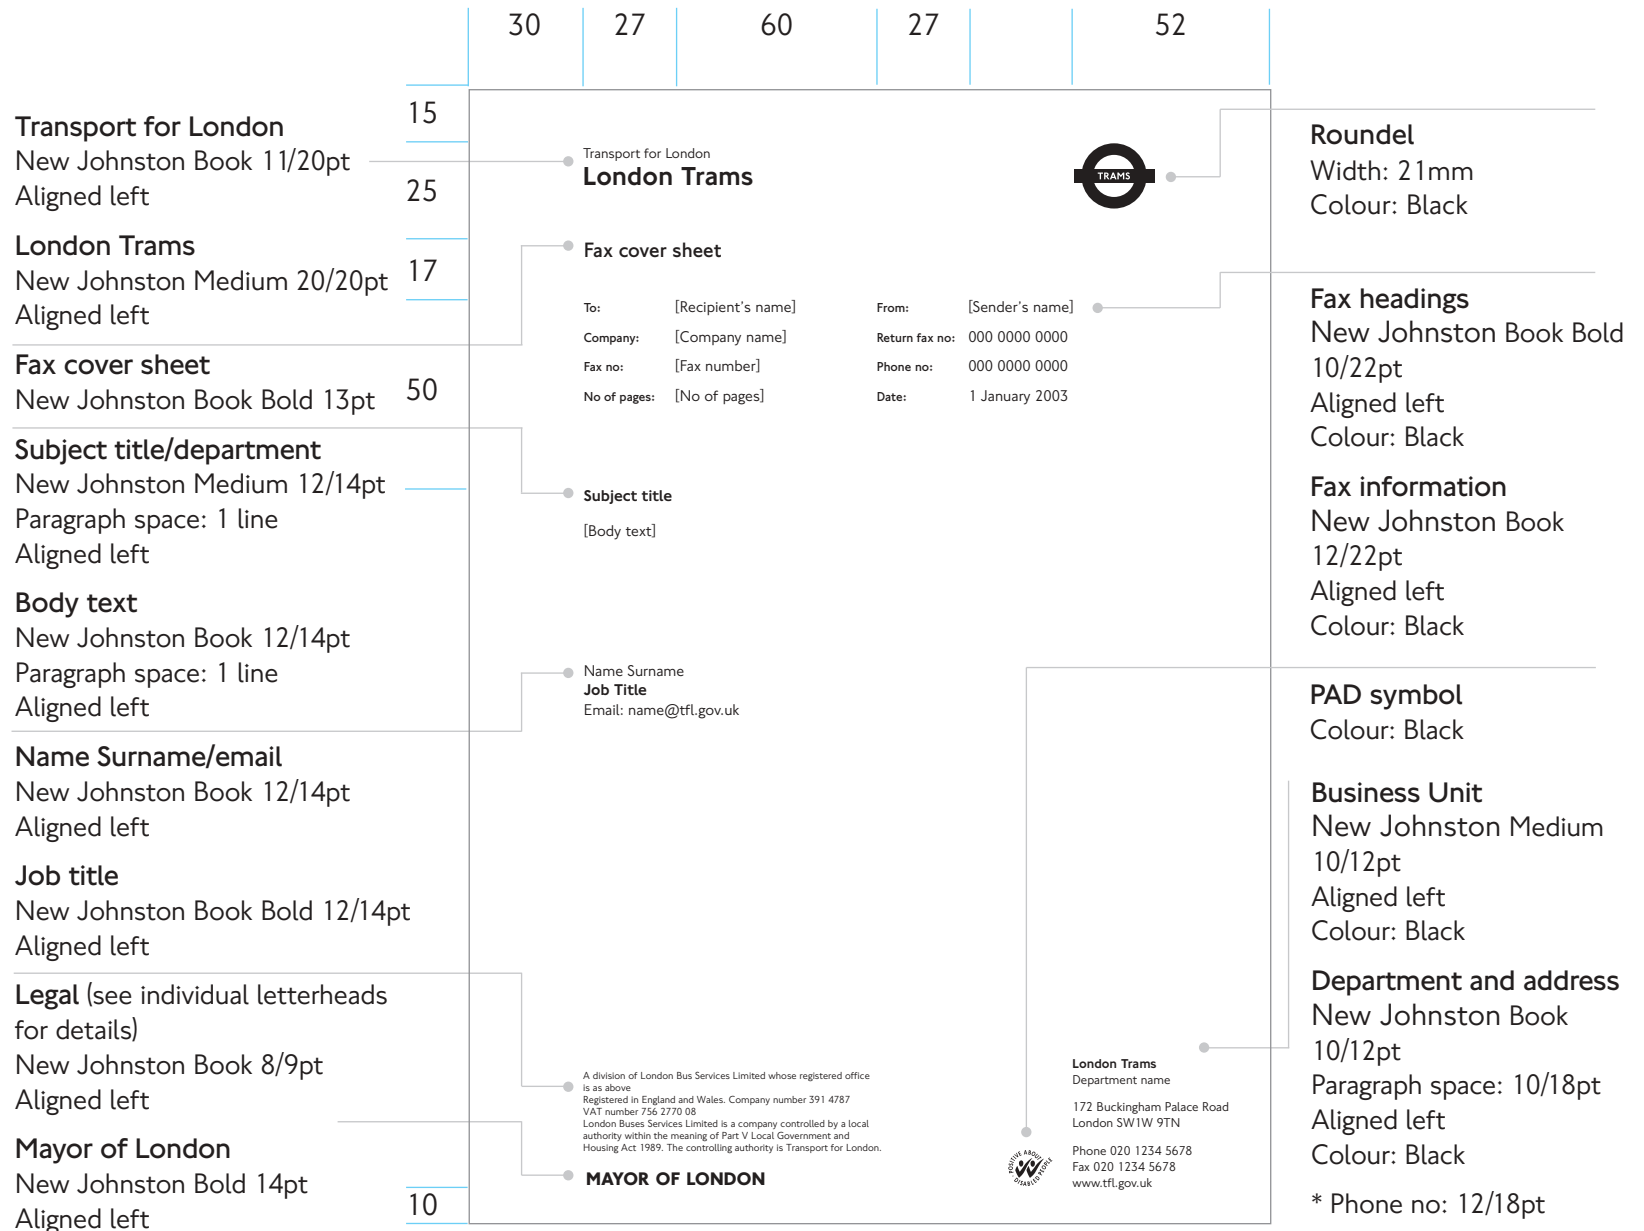 30 27 60 27 52
15
25
17
50
10
Transport for London
New Johnston Book 11/20pt
Aligned left
London Trams
New Johnston Medium 20/20pt
Aligned left
Fax cover sheet
New Johnston Book Bold 13pt
Subject title/department
New Johnston Medium 12/14pt
Paragraph space: 1 line
Aligned left
Body text
New Johnston Book 12/14pt
Paragraph space: 1 line
Aligned left
Name Surname/email
New Johnston Book 12/14pt
Aligned left
Job title
New Johnston Book Bold 12/14pt
Aligned left
Legal (see individual letterheads
for details)
New Johnston Book 8/9pt
Aligned left
Mayor of London
New Johnston Bold 14pt
Aligned left
Transport for London
London Trams
TRAMS
Fax cover sheet
To: [Recipient's name] From: [Sender's name]
Company: [Company name] Return fax no: 000 0000 0000
Fax no: [Fax number] Phone no: 000 0000 0000
No of pages: [No of pages] Date: 1 January 2003
Subject title
[Body text]
Name Surname
Job Title
Email: name@tfl.gov.uk
A division of London Bus Services Limited whose registered office
is as above
Registered in England and Wales. Company number 391 4787
VAT number 756 2770 08
London Buses Services Limited is a company controlled by a local
authority within the meaning of Part V Local Government and
Housing Act 1989. The controlling authority is Transport for London.
MAYOR OF LONDON
POSITIVE ABOUT
DISABLED PEOPLE
London Trams
Department name
172 Buckingham Palace Road
London SW1W 9TN
Phone 020 1234 5678
Fax 020 1234 5678
www.tfl.gov.uk
Roundel
Width: 21mm
Colour: Black
Fax headings
New Johnston Book Bold
10/22pt
Aligned left
Colour: Black
Fax information
New Johnston Book
12/22pt
Aligned left
Colour: Black
PAD symbol
Colour: Black
Business Unit
New Johnston Medium
10/12pt
Aligned left
Colour: Black
Department and address
New Johnston Book
10/12pt
Paragraph space: 10/18pt
Aligned left
Colour: Black
* Phone no: 12/18pt